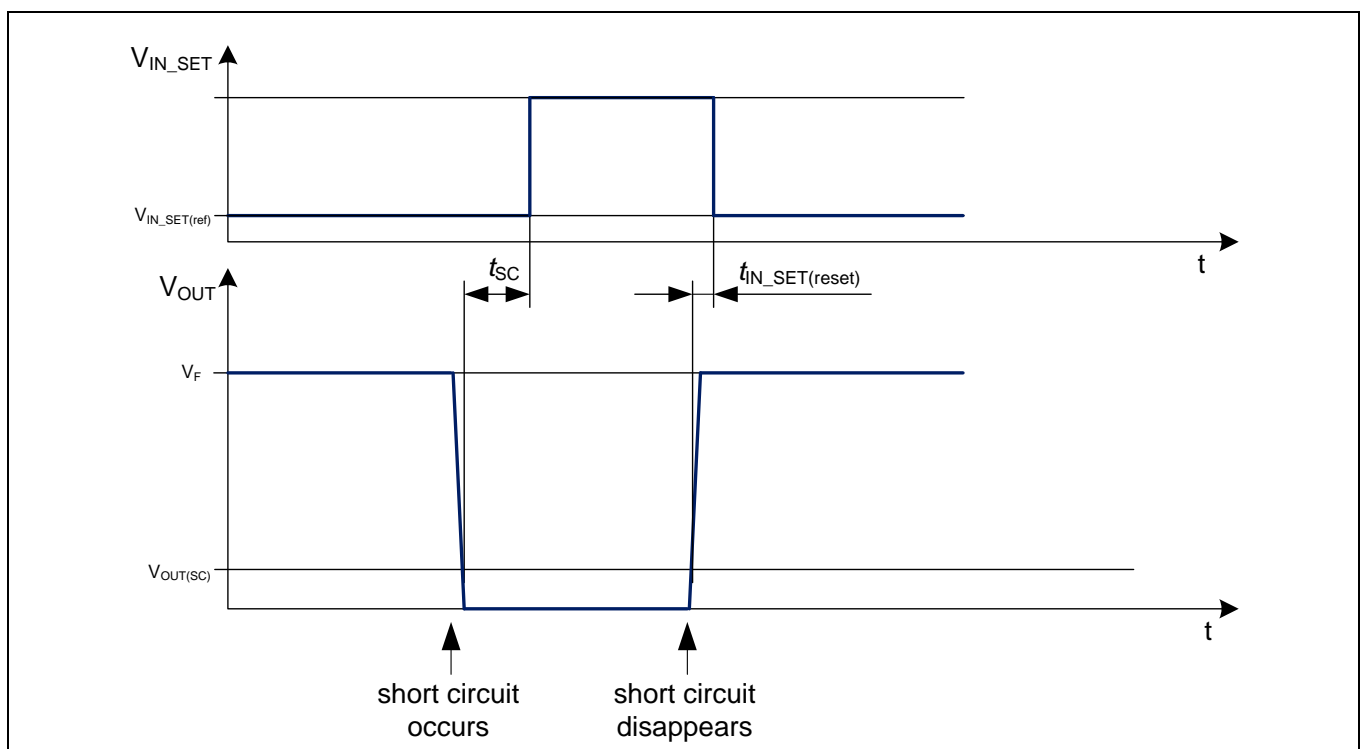 V_IN_SET
V_IN_SET(ref)
t
t_SC
t_IN_SET(reset)
V_OUT
V_F
V_OUT(SC)
t
short circuit
occurs
short circuit
disappears